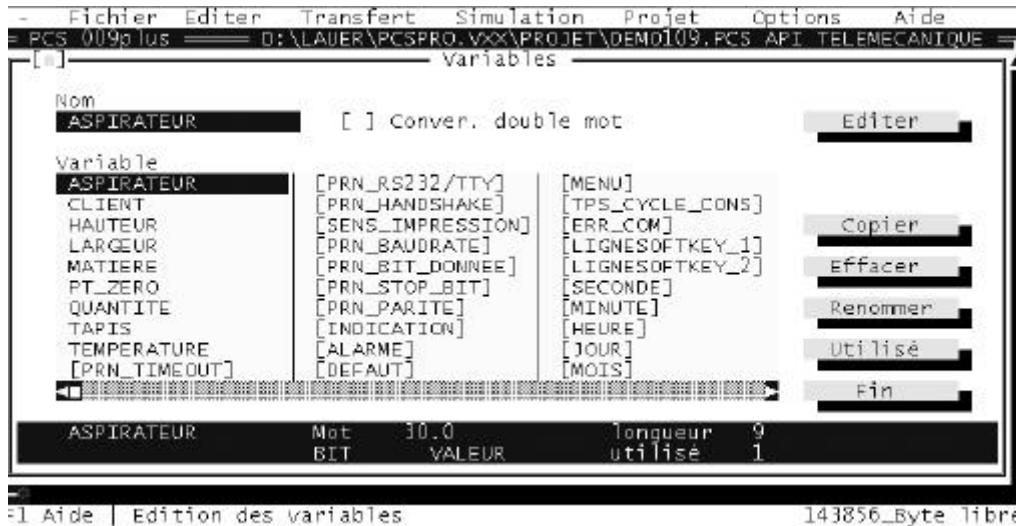 Fichier Editer Transfert Simulation Projet Options Aide
PCS 009plus D:\LAUER\PCSPRO.VXX\PROJET\DEMO109.PCS API TELEMECANIQUE
Variables
Nom
ASPIRATEUR [ ] Conver. double mot Editer
Variable
ASPIRATEUR [PRN_RS232/TTY] [MENU]
CLIENT [PRN_HANDSHAKE] [TPS_CYCLE_CONS]
HAUTEUR [SENS_IMPRESSION] [ERR_COM] Copier
LARGEUR [PRN_BAUDRATE] [LIGNESOFTKEY_1]
MATIERE [PRN_BIT_DONNEE] [LIGNESOFTKEY_2] Effacer
PT_ZERO [PRN_STOP_BIT] [SECONDE]
QUANTITE [PRN_PARITE] [MINUTE] Renommer
TAPIS [INDICATION] [HEURE]
TEMPERATURE [ALARME] [JOUR] Utilisé
[PRN_TIMEOUT] [DEFAUT] [MOIS]
Fin
ASPIRATEUR Mot 30.0 longueur 9
BIT VALEUR utilisé 1
F1 Aide | Edition des variables 143856_Byte libre